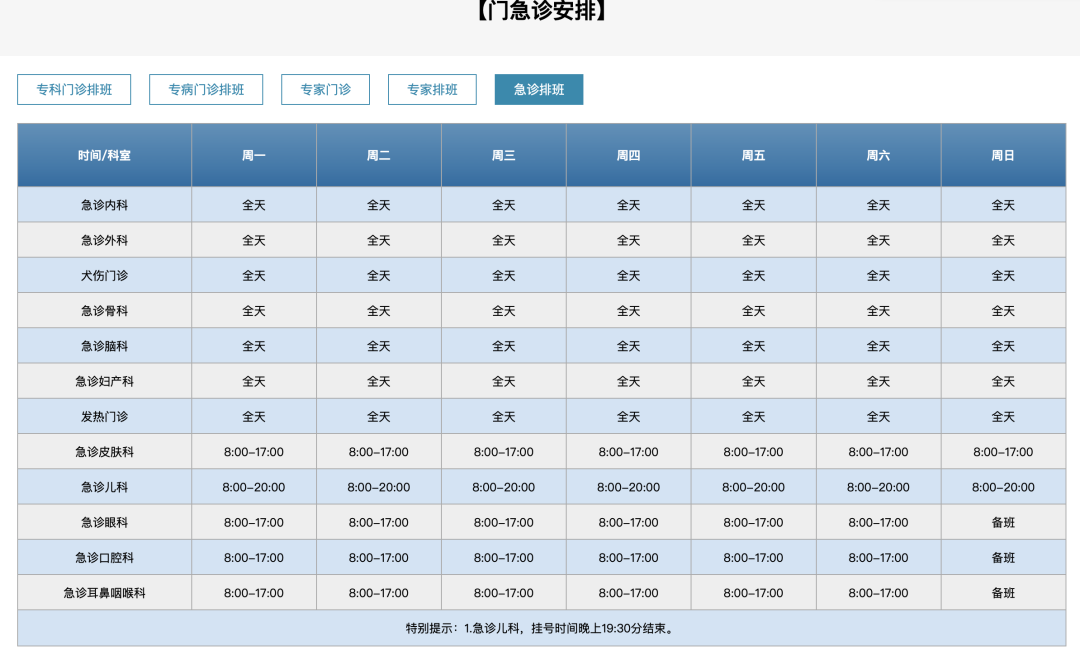 【门急诊安排】
专科门诊排班 专病门诊排班 专家门诊 专家排班 急诊排班
时间/科室 周一 周二 周三 周四 周五 周六 周日
急诊内科 全天 全天 全天 全天 全天 全天 全天
急诊外科 全天 全天 全天 全天 全天 全天 全天
犬伤门诊 全天 全天 全天 全天 全天 全天 全天
急诊骨科 全天 全天 全天 全天 全天 全天 全天
急诊脑科 全天 全天 全天 全天 全天 全天 全天
急诊妇产科 全天 全天 全天 全天 全天 全天 全天
发热门诊 全天 全天 全天 全天 全天 全天 全天
急诊皮肤科 8:00–17:00 8:00–17:00 8:00–17:00 8:00–17:00 8:00–17:00 8:00–17:00 8:00–17:00
急诊儿科 8:00–20:00 8:00–20:00 8:00–20:00 8:00–20:00 8:00–20:00 8:00–20:00 8:00–20:00
急诊眼科 8:00–17:00 8:00–17:00 8:00–17:00 8:00–17:00 8:00–17:00 8:00–17:00 备班
急诊口腔科 8:00–17:00 8:00–17:00 8:00–17:00 8:00–17:00 8:00–17:00 8:00–17:00 备班
急诊耳鼻咽喉科 8:00–17:00 8:00–17:00 8:00–17:00 8:00–17:00 8:00–17:00 8:00–17:00 备班
特别提示：1.急诊儿科，挂号时间晚上19:30分结束。